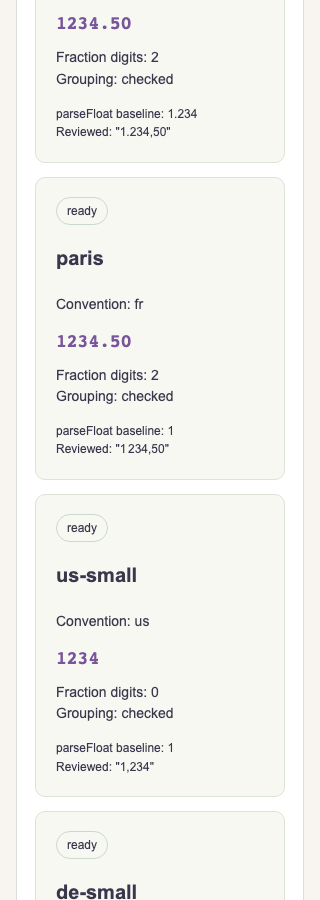 1234.50
Fraction digits: 2
Grouping: checked
parseFloat baseline: 1.234
Reviewed: "1.234,50"
ready
paris
Convention: fr
1234.50
Fraction digits: 2
Grouping: checked
parseFloat baseline: 1
Reviewed: "1 234,50"
ready
us-small
Convention: us
1234
Fraction digits: 0
Grouping: checked
parseFloat baseline: 1
Reviewed: "1,234"
ready
de-small